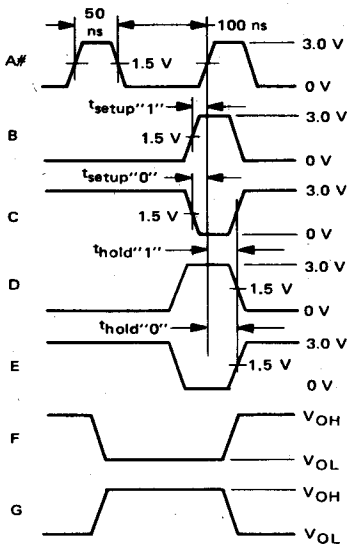 50 ns
100 ns
A#
3.0 V
1.5 V
0 V
tsetup"1"
3.0 V
B
1.5 V
0 V
tsetup"0"
3.0 V
C
1.5 V
0 V
thold"1"
3.0 V
D
1.5 V
0 V
thold"0"
3.0 V
E
1.5 V
0 V
F
VOH
VOL
G
VOH
VOL